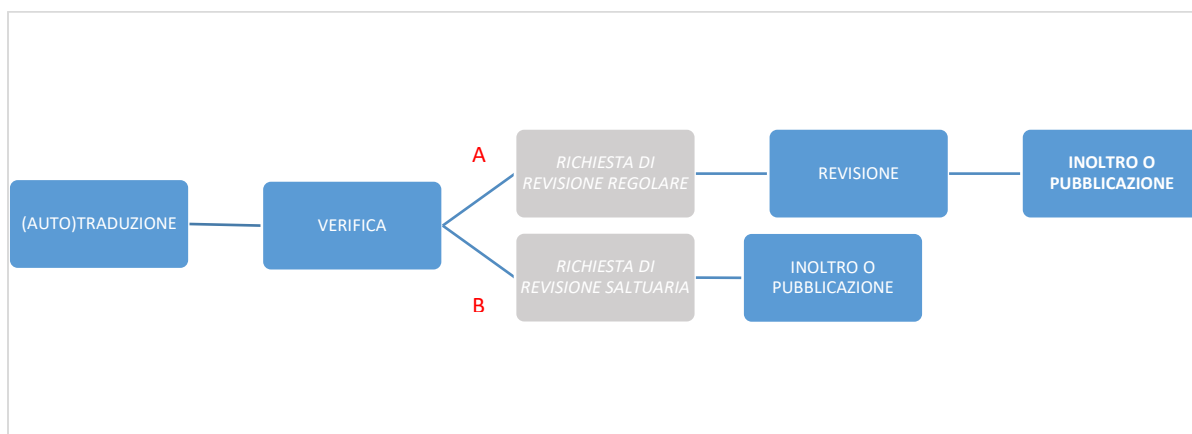 (AUTO)TRADUZIONE
VERIFICA
A
RICHIESTA DI
REVISIONE REGOLARE
REVISIONE
INOLTRO O
PUBBLICAZIONE
B
RICHIESTA DI
REVISIONE SALTUARIA
INOLTRO O
PUBBLICAZIONE